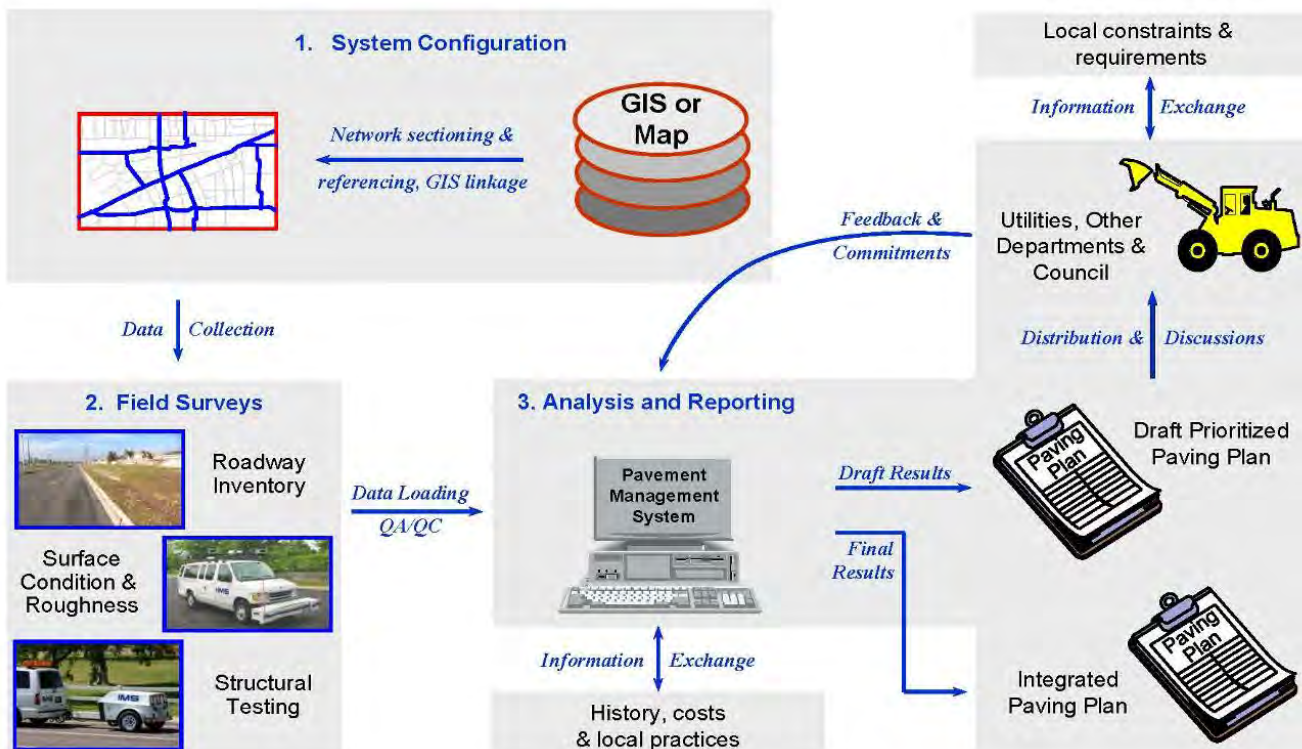 1. System Configuration
GIS or
Map
Network sectioning &
referencing, GIS linkage
Local constraints &
requirements
Information Exchange
Utilities, Other
Departments &
Council
Feedback &
Commitments
Distribution & Discussions
Data Collection
2. Field Surveys
Roadway
Inventory
Surface
Condition &
Roughness
IMS
Structural
Testing
IMS
Data Loading
QA/QC
3. Analysis and Reporting
Pavement
Management
System
Draft Results
Final
Results
Paving
Plan
Draft Prioritized
Paving Plan
Paving
Plan
Integrated
Paving Plan
Information Exchange
History, costs
& local practices